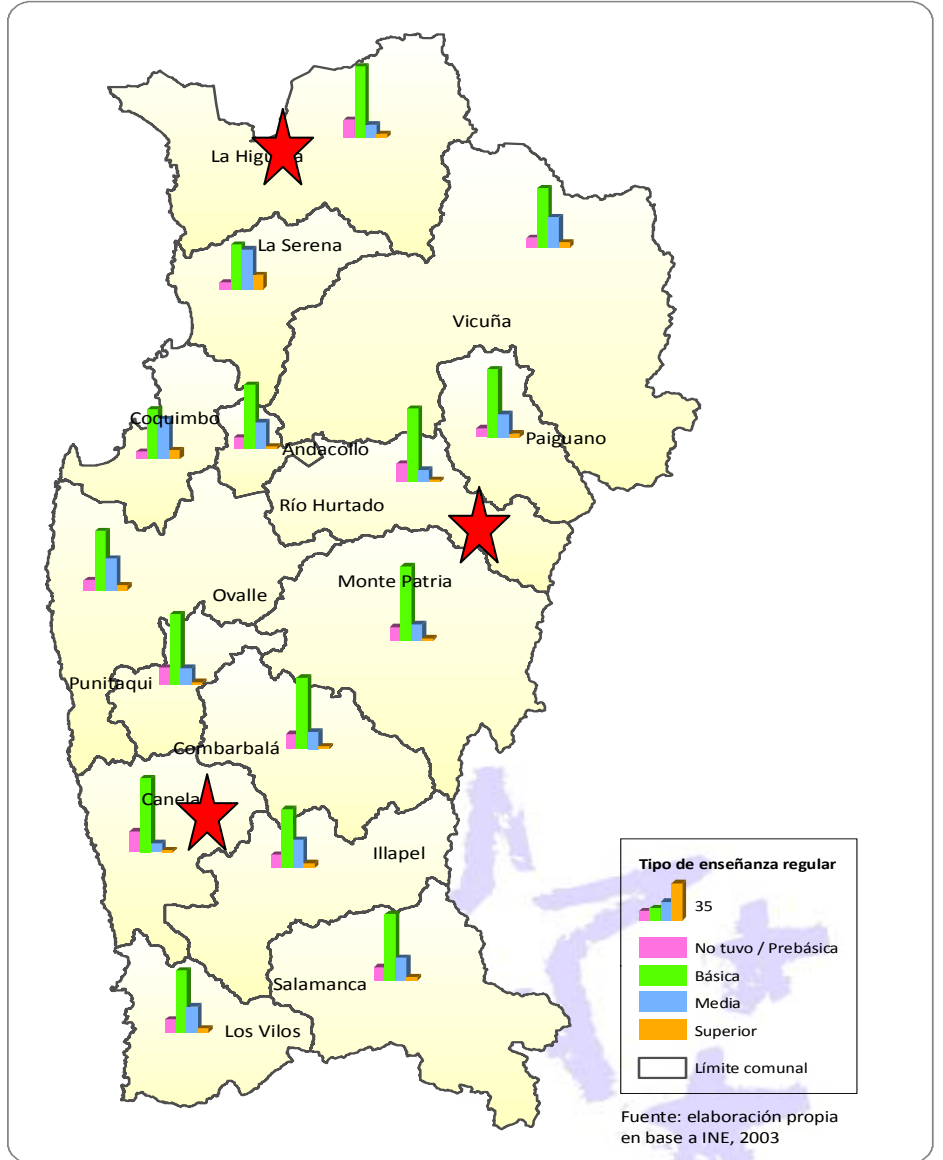 La Higuera
La Serena
Vicuña
Coquimbo
Andacollo
Paiguano
Río Hurtado
Monte Patria
Ovalle
Punitaqui
Combarbalá
Canela
Illapel
Salamanca
Los Vilos
Tipo de enseñanza regular
35
No tuvo / Prebásica
Básica
Media
Superior
Límite comunal
Fuente: elaboración propia
en base a INE, 2003